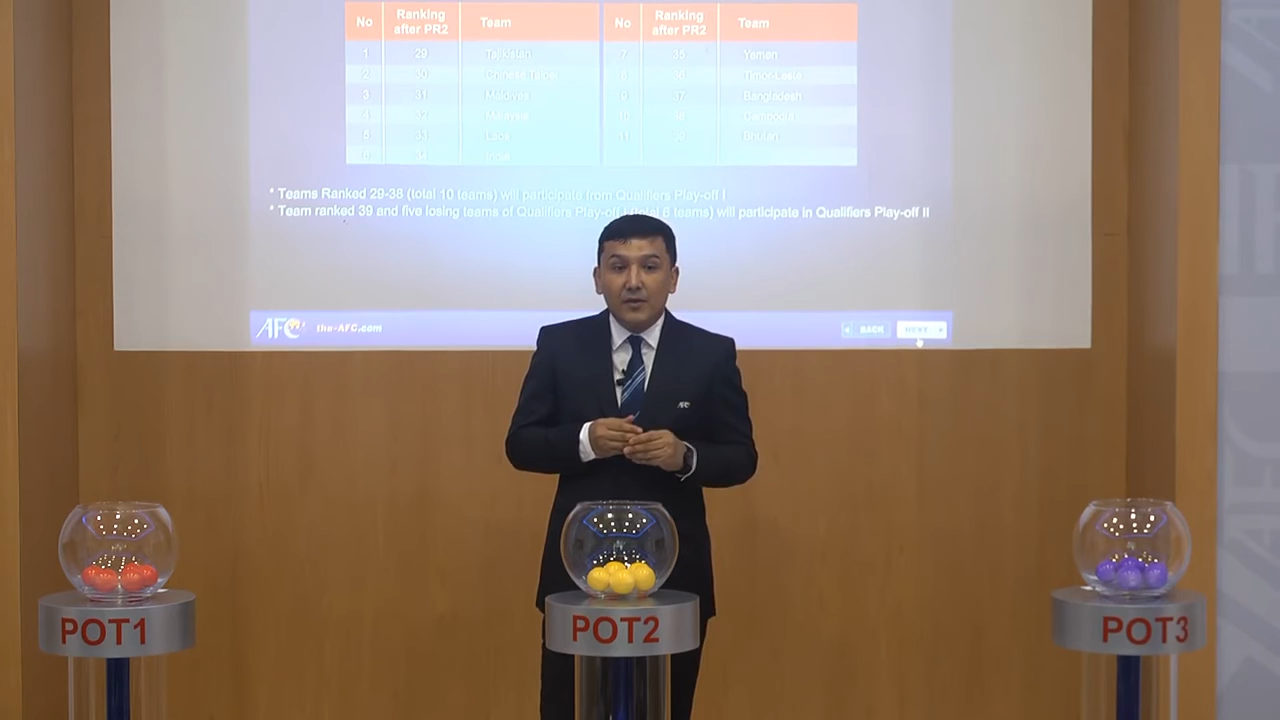 No Ranking after PR2 Team No Ranking after PR2 Team
1 29 Tajikistan 7 35 Yemen
2 30 Chinese Taipei 8 36 Timor-Leste
3 31 Maldives 9 37 Bangladesh
4 32 Malaysia 10 38 Cambodia
5 33 Laos 11 39 Bhutan
6 34 India
* Teams Ranked 29-38 (total 10 teams) will participate from Qualifiers Play-off I
* Team ranked 39 and five losing teams of Qualifiers Play-off I (total 6 teams) will participate in Qualifiers Play-off II
AFC the-AFC.com BACK NEXT
AFC
POT1
POT2
POT3